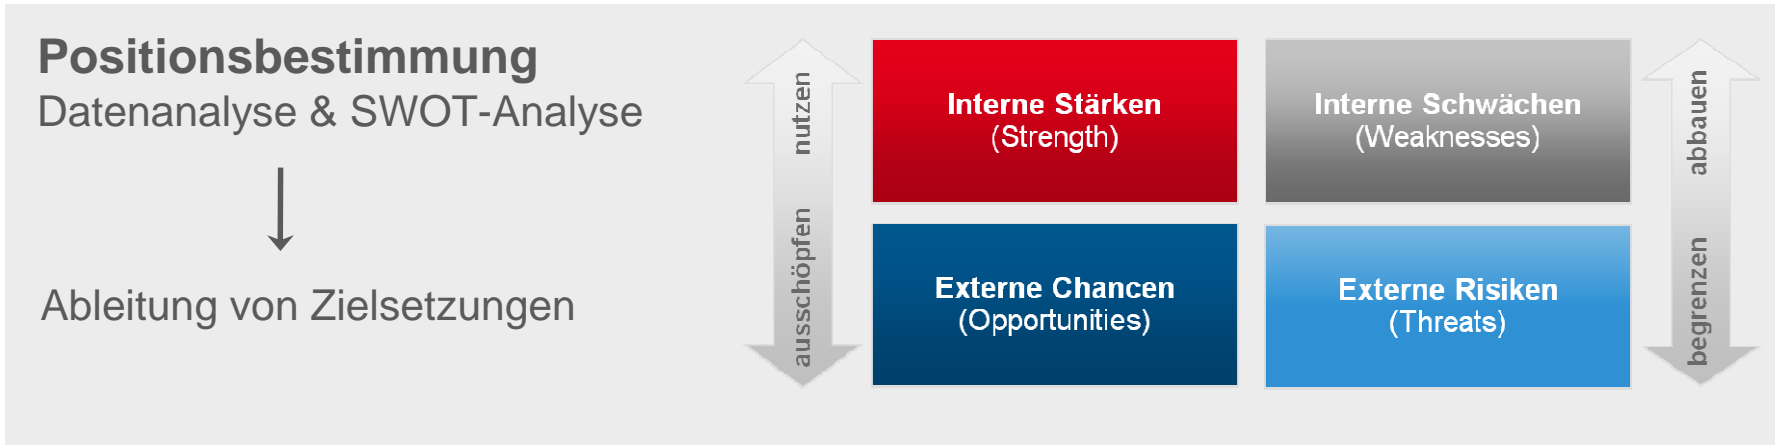 Positionsbestimmung
Datenanalyse & SWOT-Analyse
Ableitung von Zielsetzungen
nutzen
ausschöpfen
Interne Stärken
(Strength)
Interne Schwächen
(Weaknesses)
Externe Chancen
(Opportunities)
Externe Risiken
(Threats)
abbauen
begrenzen